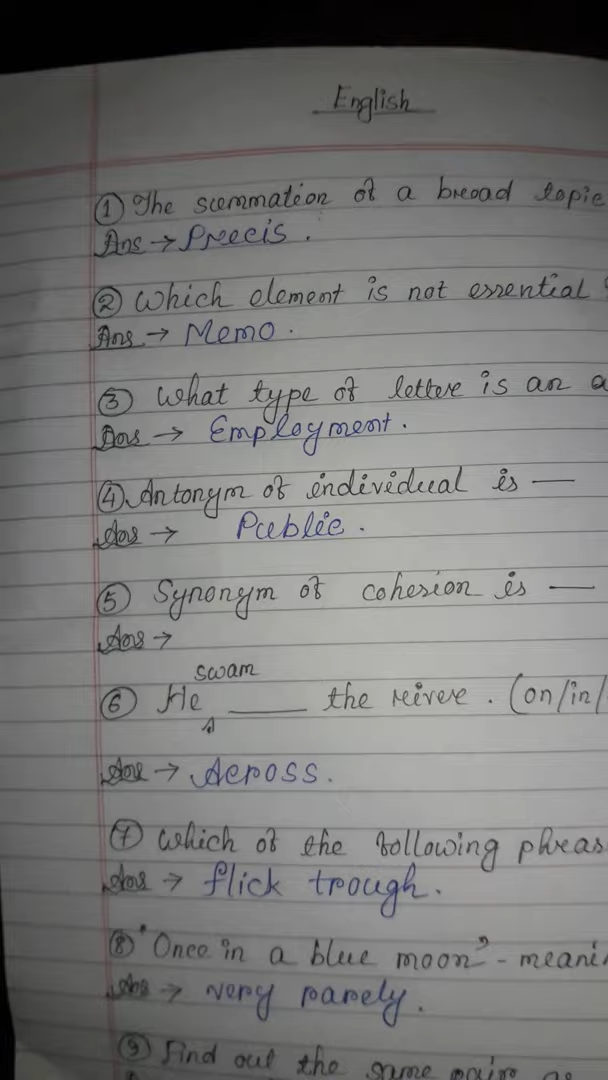 English
① The summation of a broad topic
Ans → Precis.
② Which element is not essential
Ans → Memo.
③ What type of letter is an a
Ans → Employment.
④ Antonym of individual is —
Ans → Public.
⑤ Synonym of cohesion is —
Ans →
swam
⑥ He ____ the river. (on/in/
Ans → Across.
⑦ Which of the following phras
Ans → flick trough.
⑧ "Once in a blue moon" - meani
Ans → very rarely.
⑨ Find out the same pairs as